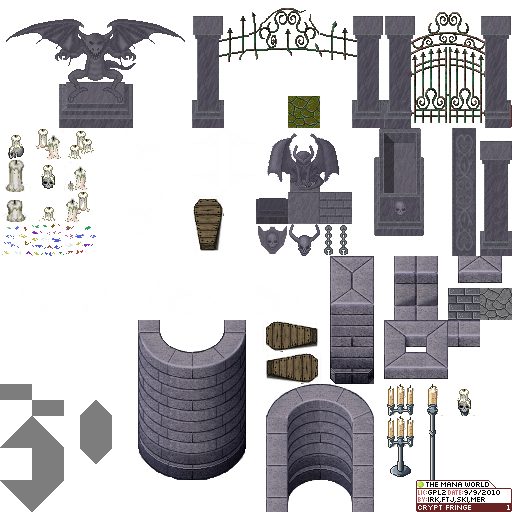 THE MANA WORLD
LIC:GPL2 DATE:9/9/2010
BY:IRK,FTJ,SKI,MER
CRYPT FRINGE 1